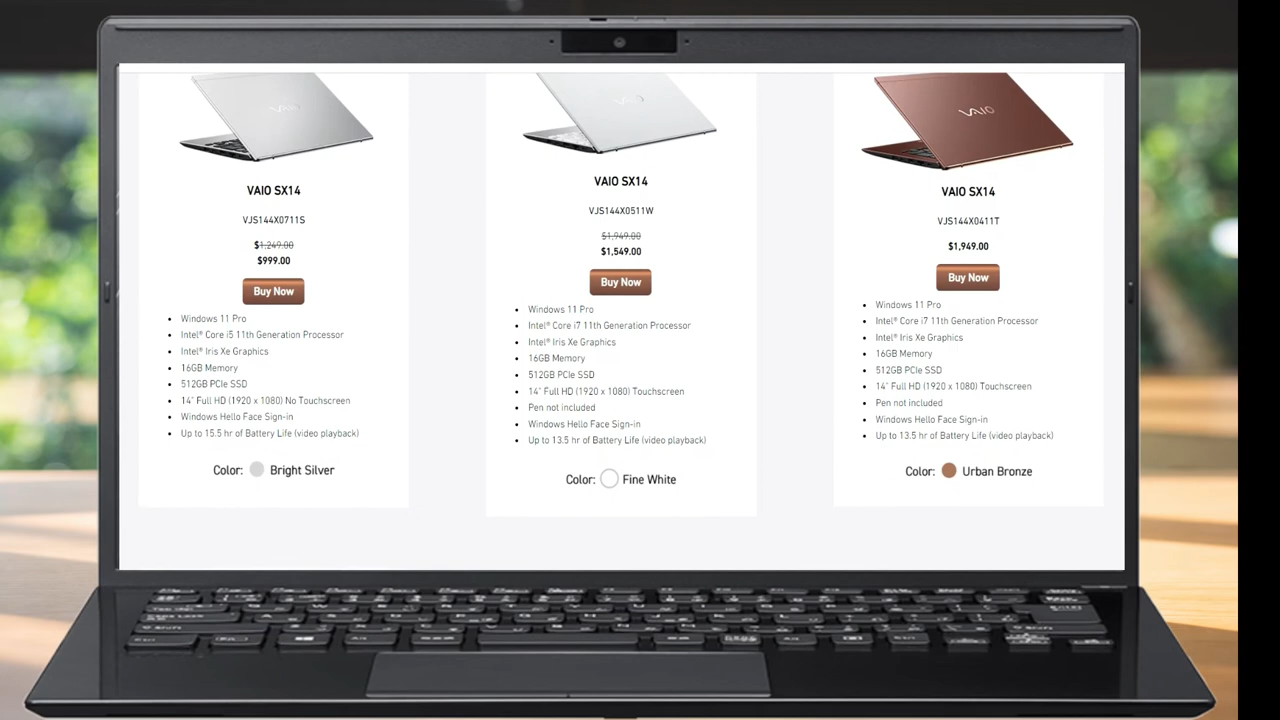 VAIO
VAIO SX14
VJS144X0711S
$1,249.00
$999.00
Buy Now
Windows 11 Pro
Intel® Core i5 11th Generation Processor
Intel® Iris Xe Graphics
16GB Memory
512GB PCIe SSD
14" Full HD (1920 x 1080) No Touchscreen
Windows Hello Face Sign-in
Up to 15.5 hr of Battery Life (video playback)
Color: Bright Silver
VAIO
VAIO SX14
VJS144X0511W
$1,949.00
$1,549.00
Buy Now
Windows 11 Pro
Intel® Core i7 11th Generation Processor
Intel® Iris Xe Graphics
16GB Memory
512GB PCIe SSD
14" Full HD (1920 x 1080) Touchscreen
Pen not included
Windows Hello Face Sign-in
Up to 13.5 hr of Battery Life (video playback)
Color: Fine White
VAIO
VAIO SX14
VJS144X0411T
$1,949.00
Buy Now
Windows 11 Pro
Intel® Core i7 11th Generation Processor
Intel® Iris Xe Graphics
16GB Memory
512GB PCIe SSD
14" Full HD (1920 x 1080) Touchscreen
Pen not included
Windows Hello Face Sign-in
Up to 13.5 hr of Battery Life (video playback)
Color: Urban Bronze